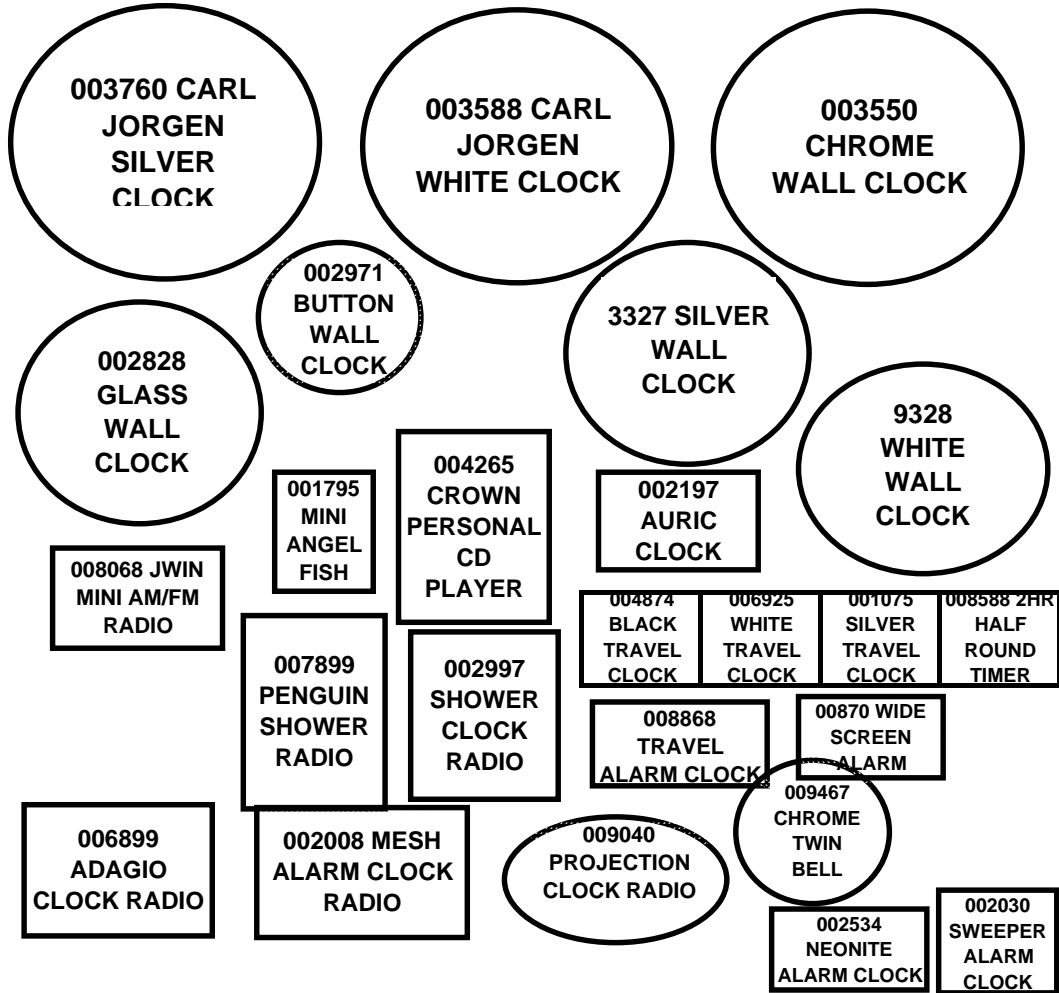 003760 CARL
JORGEN
SILVER
CLOCK
003588 CARL
JORGEN
WHITE CLOCK
003550
CHROME
WALL CLOCK
002971
BUTTON
WALL
CLOCK
3327 SILVER
WALL
CLOCK
002828
GLASS
WALL
CLOCK
9328
WHITE
WALL
CLOCK
001795
MINI
ANGEL
FISH
004265
CROWN
PERSONAL
CD
PLAYER
002197
AURIC
CLOCK
008068 JWIN
MINI AM/FM
RADIO
004874
BLACK
TRAVEL
CLOCK
006925
WHITE
TRAVEL
CLOCK
001075
SILVER
TRAVEL
CLOCK
008588 2HR
HALF
ROUND
TIMER
007899
PENGUIN
SHOWER
RADIO
002997
SHOWER
CLOCK
RADIO
008868
TRAVEL
ALARM CLOCK
00870 WIDE
SCREEN
ALARM
009467
CHROME
TWIN
BELL
006899
ADAGIO
CLOCK RADIO
002008 MESH
ALARM CLOCK
RADIO
009040
PROJECTION
CLOCK RADIO
002534
NEONITE
ALARM CLOCK
002030
SWEEPER
ALARM
CLOCK